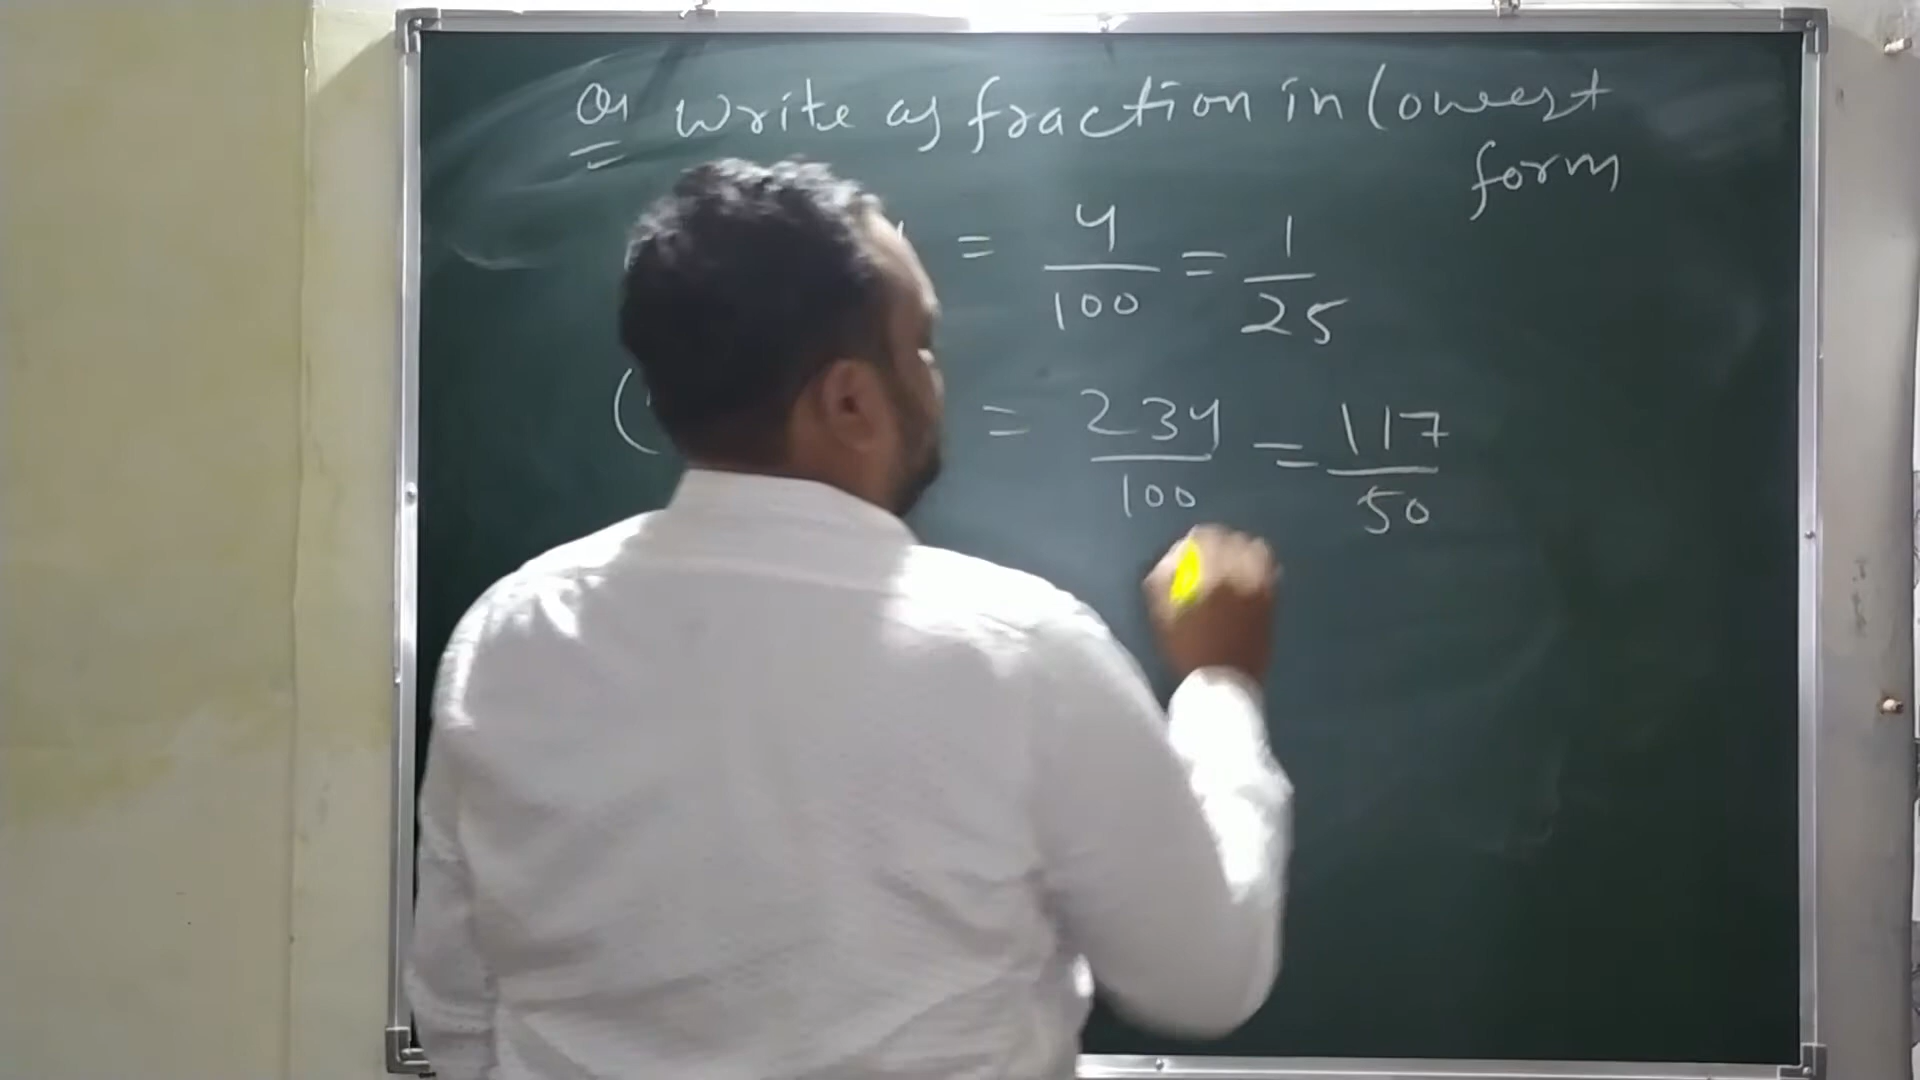 Q Write as fraction in lowest
form
= 4/100 = 1/25
( = 234/100 = 117/50